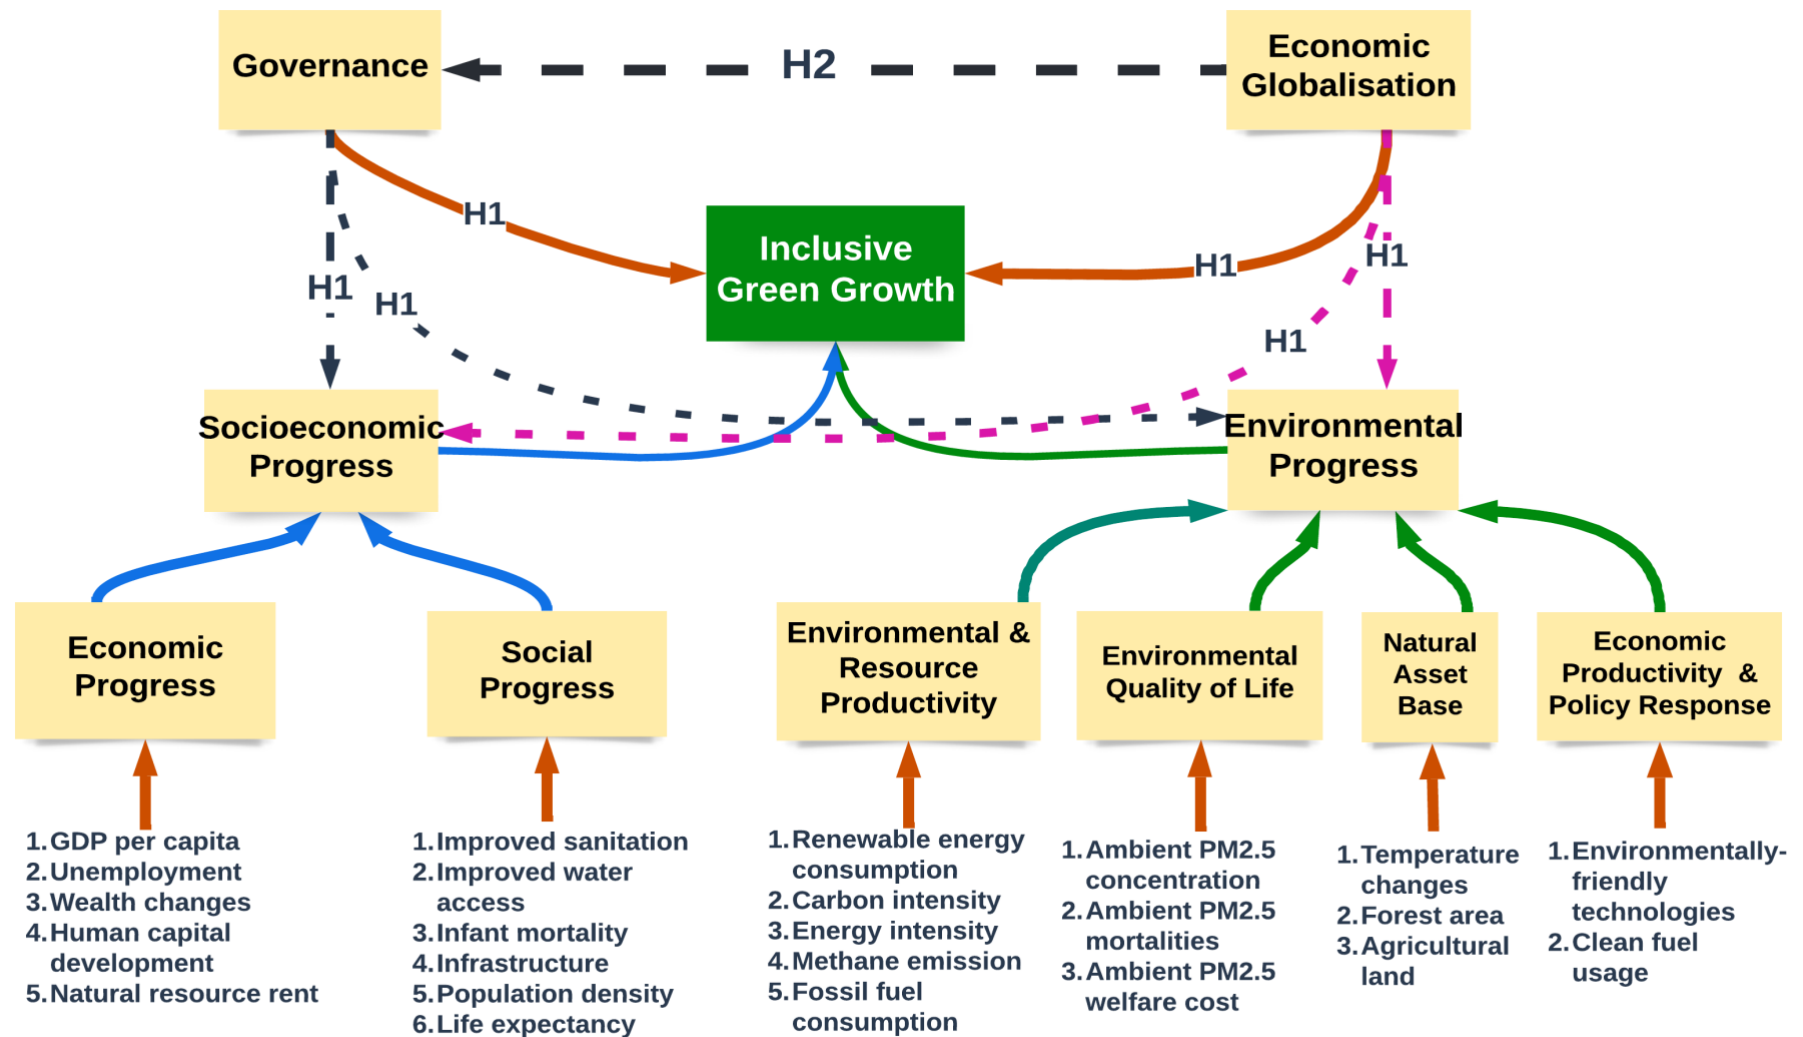 Governance
H2
Economic
Globalisation
H1
H1
H1
H1
H1
H1
Inclusive
Green Growth
Socioeconomic
Progress
Environmental
Progress
Economic
Progress
Social
Progress
Environmental &
Resource
Productivity
Environmental
Quality of Life
Natural
Asset
Base
Economic
Productivity &
Policy Response
1. GDP per capita
2. Unemployment
3. Wealth changes
4. Human capital
development
5. Natural resource rent
1. Improved sanitation
2. Improved water
access
3. Infant mortality
4. Infrastructure
5. Population density
6. Life expectancy
1. Renewable energy
consumption
2. Carbon intensity
3. Energy intensity
4. Methane emission
5. Fossil fuel
consumption
1. Ambient PM2.5
concentration
2. Ambient PM2.5
mortalities
3. Ambient PM2.5
welfare cost
1. Temperature
changes
2. Forest area
3. Agricultural
land
1. Environmentally-
friendly
technologies
2. Clean fuel
usage